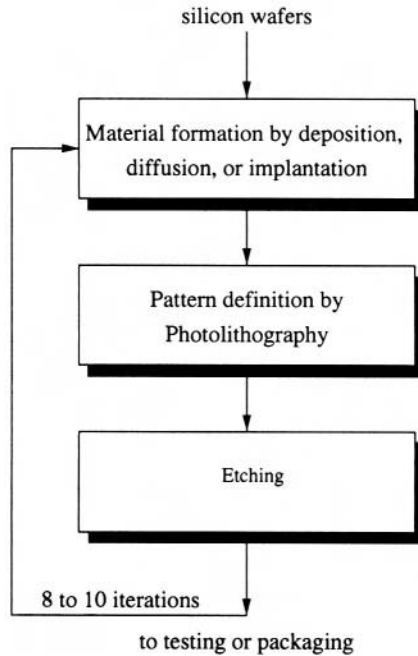 silicon wafers
Material formation by deposition,
diffusion, or implantation
Pattern definition by
Photolithography
Etching
8 to 10 iterations
to testing or packaging